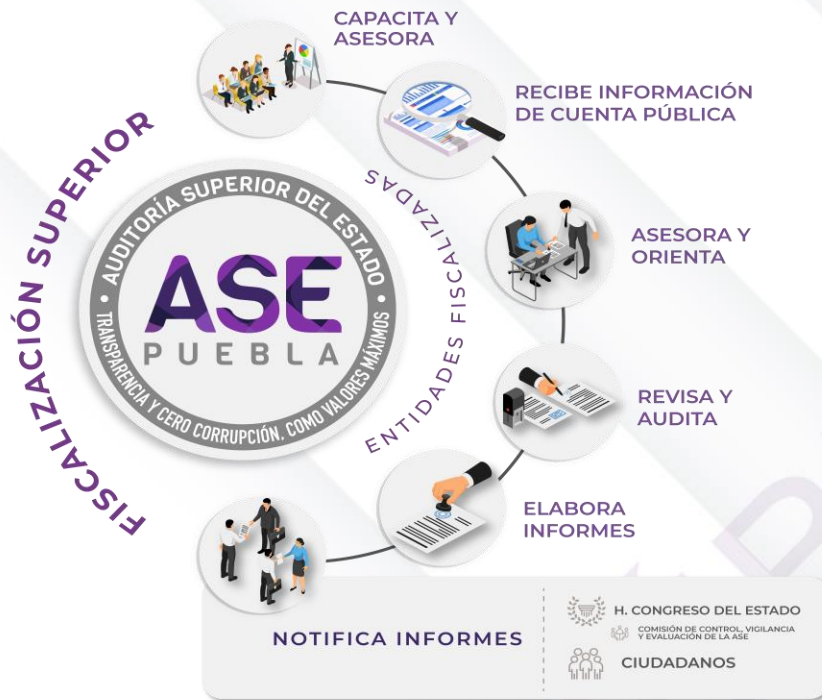 CAPACITA Y
ASESORA
RECIBE INFORMACIÓN
DE CUENTA PÚBLICA
FISCALIZACIÓN SUPERIOR
AUDITORÍA SUPERIOR DEL ESTADO
ASE
PUEBLA
TRANSPARENCIA Y CERO CORRUPCIÓN, COMO VALORES MÁXIMOS
ENTIDADES FISCALIZADAS
ASESORA Y
ORIENTA
REVISA Y
AUDITA
ELABORA
INFORMES
NOTIFICA INFORMES
H. CONGRESO DEL ESTADO
COMISIÓN DE CONTROL, VIGILANCIA
Y EVALUACIÓN DE LA ASE
CIUDADANOS